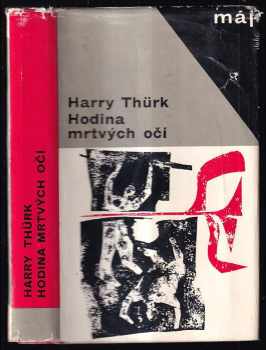 máj
Harry Thürk
Hodina
mrtvých očí
HARRY THÜRK
HODINA MRTVÝCH OČÍ